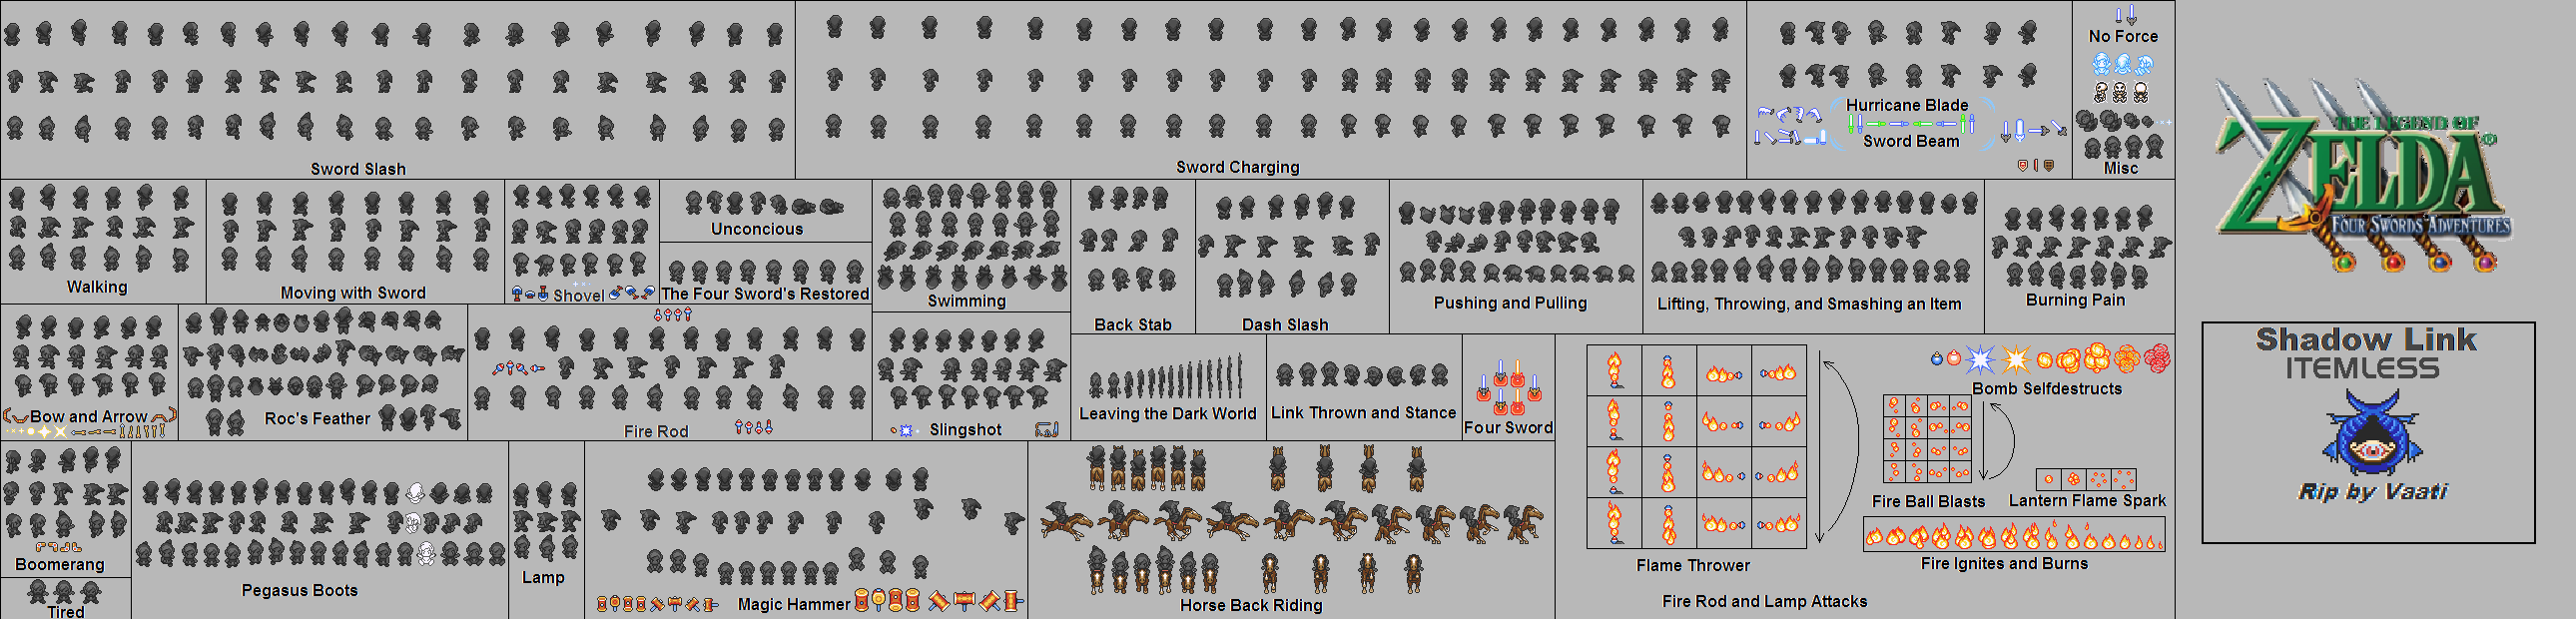 Sword Slash
Sword Charging
Hurricane Blade
Sword Beam
No Force
Misc
THE LEGEND OF
ZELDA®
FOUR SWORDS ADVENTURES
Walking
Moving with Sword
Shovel
Unconcious
The Four Sword's Restored
Swimming
Back Stab
Dash Slash
Pushing and Pulling
Lifting, Throwing, and Smashing an Item
Burning Pain
Bow and Arrow
Roc's Feather
Fire Rod
Slingshot
Leaving the Dark World
Link Thrown and Stance
Four Sword
Bomb Selfdestructs
Shadow Link
ITEMLESS
Rip by Vaati
Boomerang
Tired
Pegasus Boots
Lamp
Magic Hammer
Horse Back Riding
Flame Thrower
Fire Ball Blasts
Lantern Flame Spark
Fire Ignites and Burns
Fire Rod and Lamp Attacks